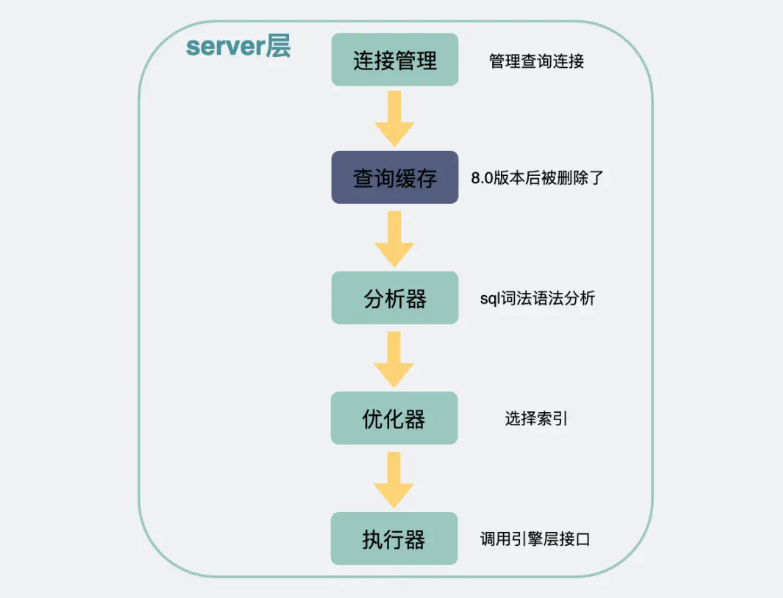 server层
连接管理
管理查询连接
查询缓存
8.0版本后被删除了
分析器
sql词法语法分析
优化器
选择索引
执行器
调用引擎层接口